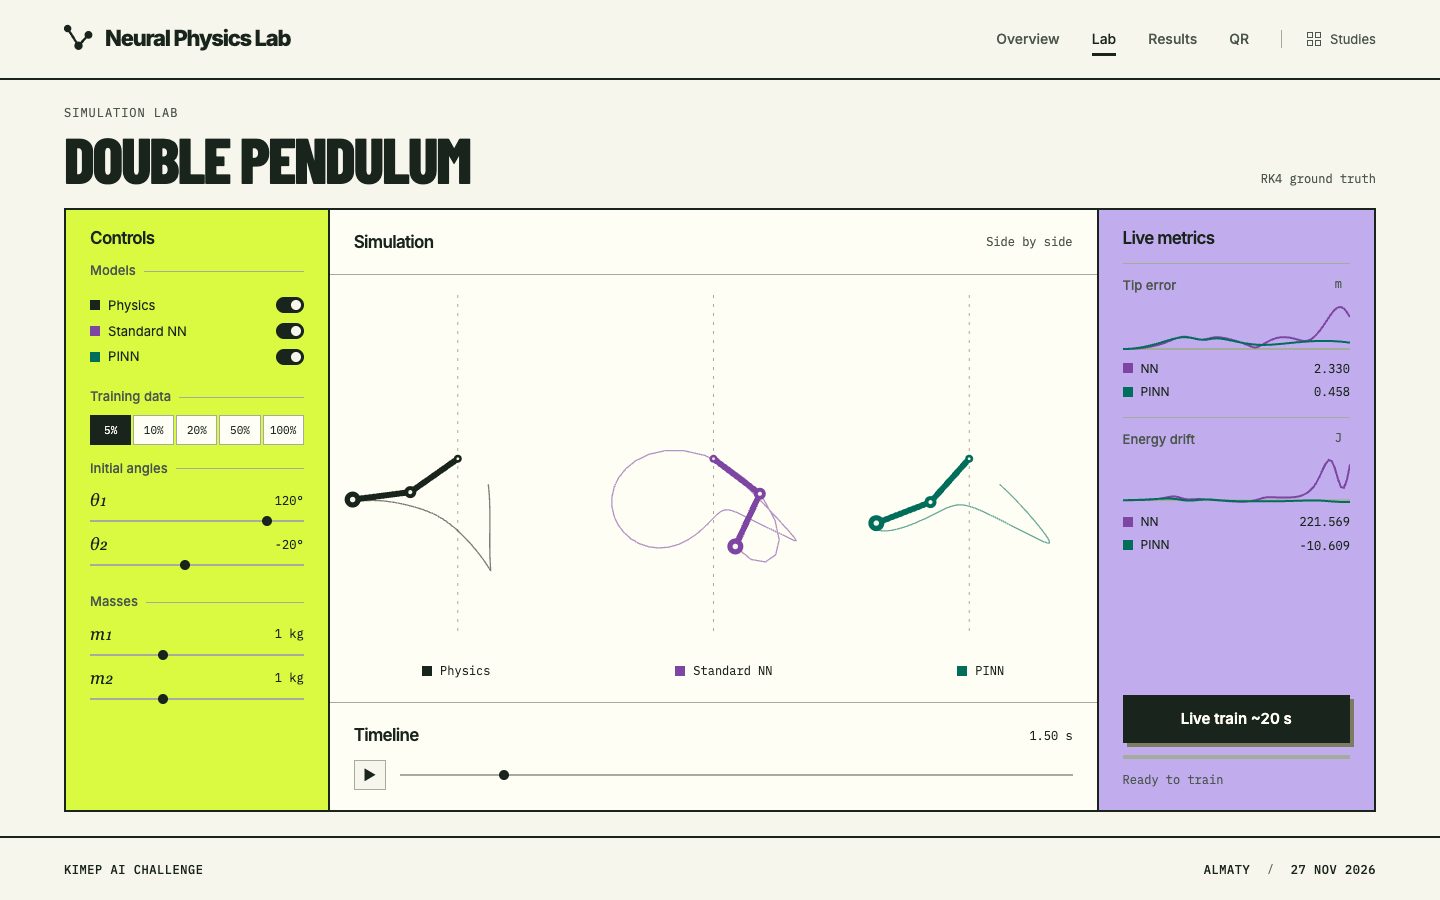 Neural Physics Lab
Overview Lab Results QR Studies
SIMULATION LAB
DOUBLE PENDULUM
RK4 ground truth
Controls
Models
Physics
Standard NN
PINN
Training data
5% 10% 20% 50% 100%
Initial angles
θ1 120°
θ2 -20°
Masses
m1 1 kg
m2 1 kg
Simulation
Side by side
Physics
Standard NN
PINN
Timeline
1.50 s
Live metrics
Tip error m
NN 2.330
PINN 0.458
Energy drift J
NN 221.569
PINN -10.609
Live train ~20 s
Ready to train
KIMEP AI CHALLENGE
ALMATY / 27 NOV 2026